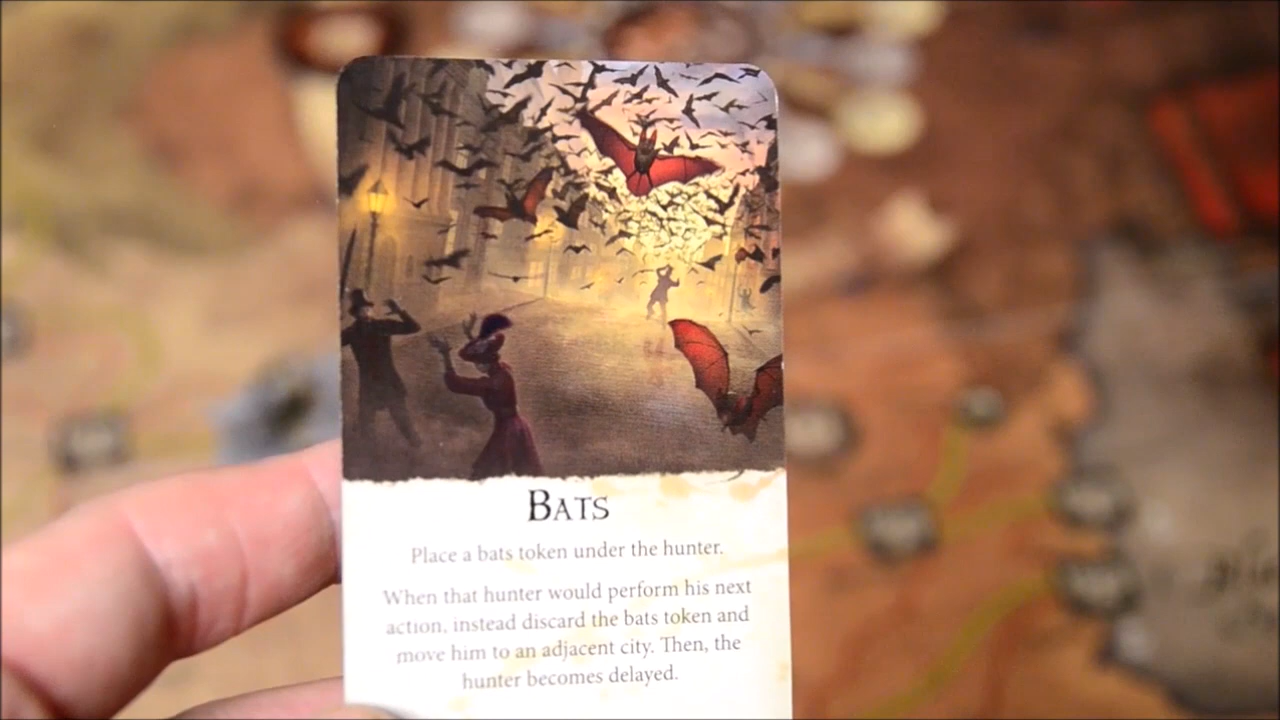 Bats
Place a bats token under the hunter.
When that hunter would perform his next
action, instead discard the bats token and
move him to an adjacent city. Then, the
hunter becomes delayed.